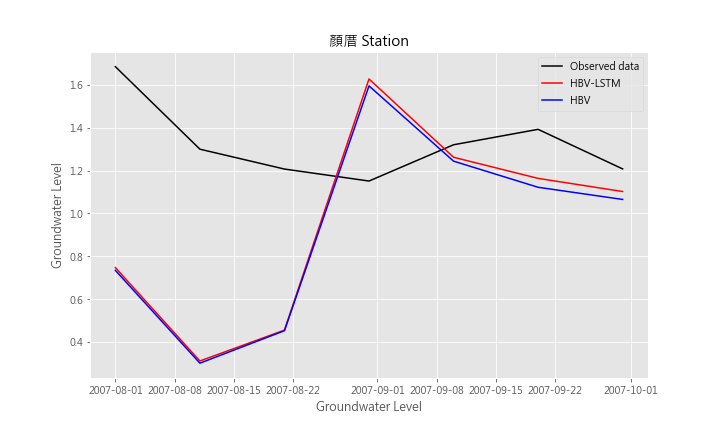 顏厝 Station
Observed data
HBV-LSTM
HBV
Groundwater Level
1.6
1.4
1.2
1.0
0.8
0.6
0.4
2007-08-01 2007-08-08 2007-08-15 2007-08-22 2007-09-01 2007-09-08 2007-09-15 2007-09-22 2007-10-01
Groundwater Level